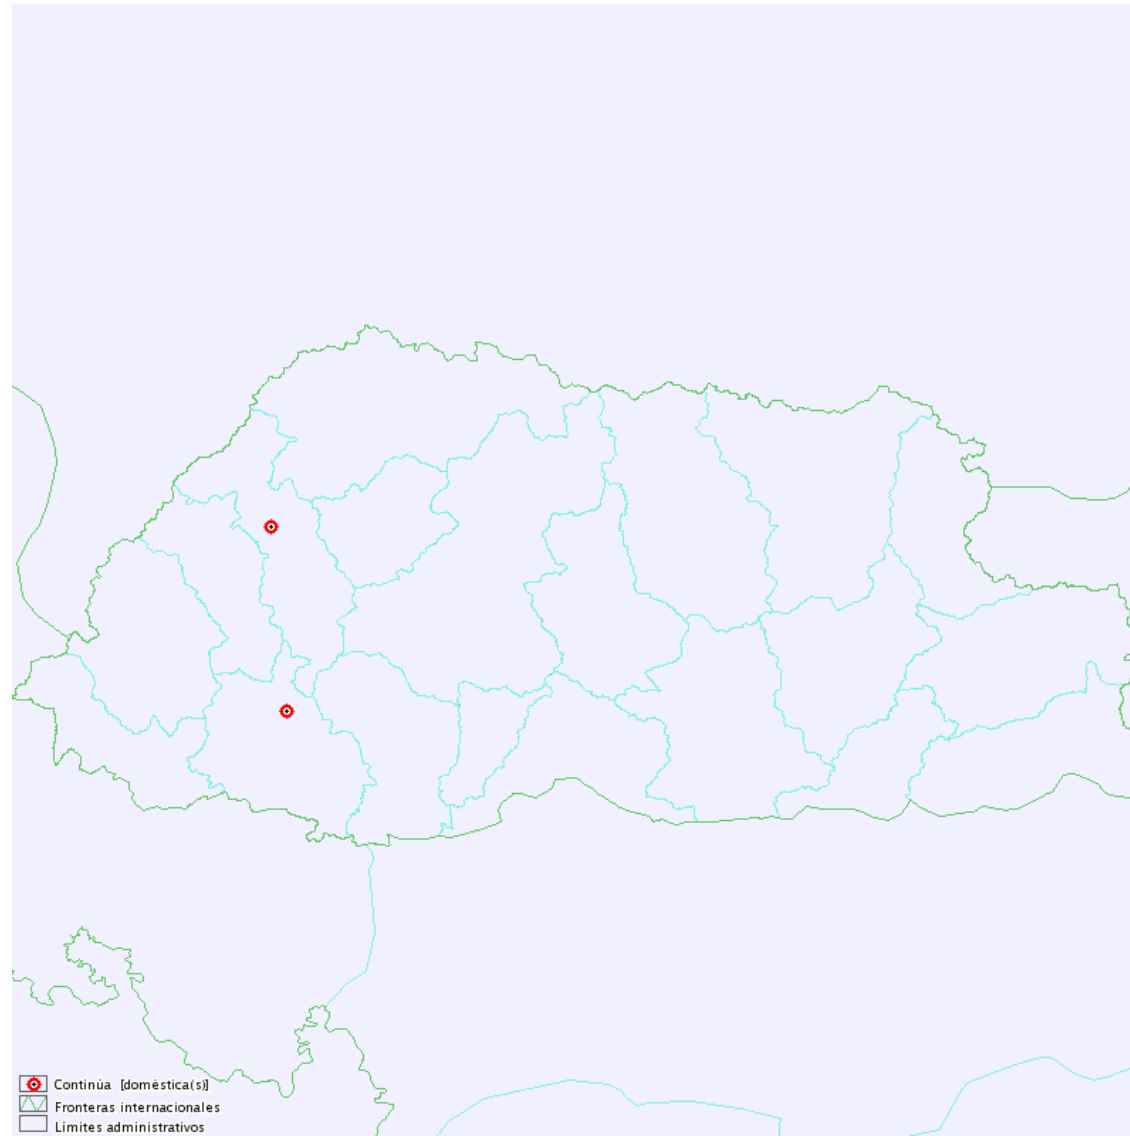 Continúa [doméstica(s)]
Fronteras internacionales
Límites administrativos